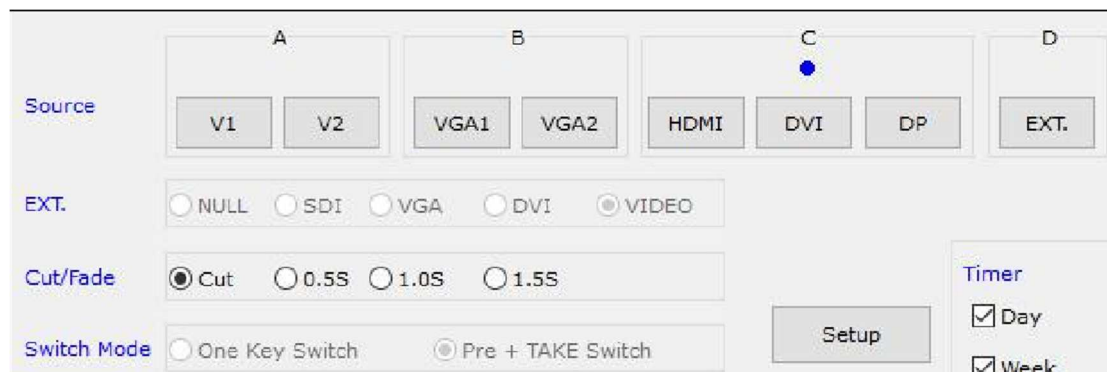 A B C D
Source V1 V2 VGA1 VGA2 HDMI DVI DP EXT.
EXT. NULL SDI VGA DVI VIDEO
Cut/Fade Cut 0.5S 1.0S 1.5S
Timer
Setup Day
Switch Mode One Key Switch Pre + TAKE Switch
Week